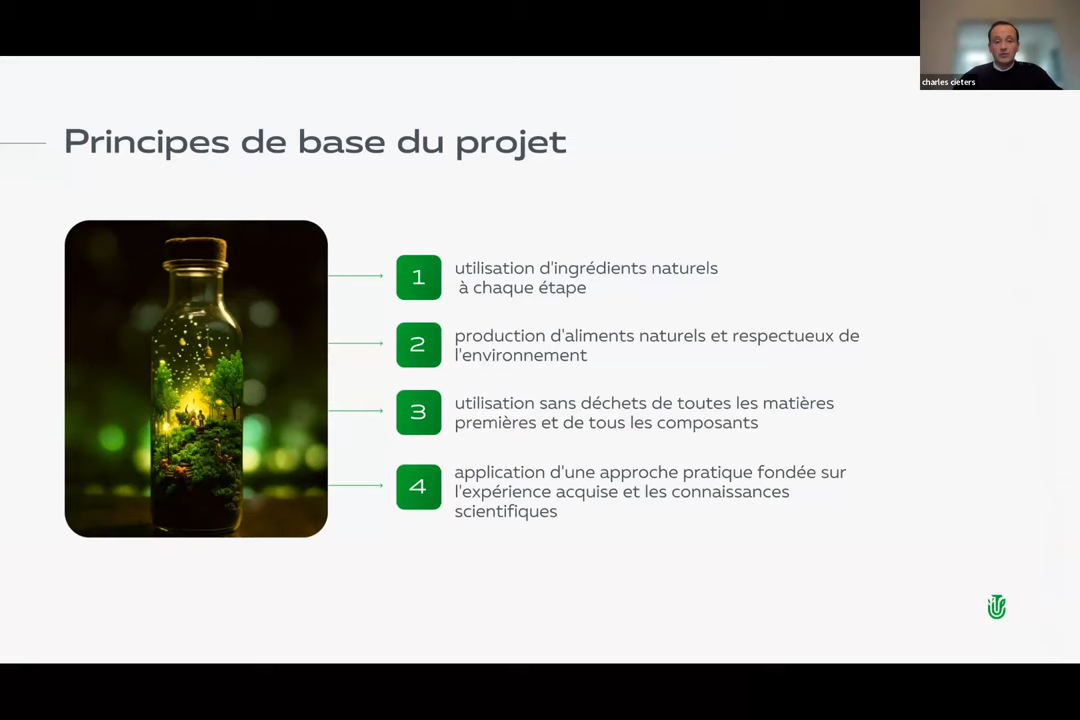 charles cieters
Principes de base du projet
1
utilisation d'ingrédients naturels
à chaque étape
2
production d'aliments naturels et respectueux de
l'environnement
3
utilisation sans déchets de toutes les matières
premières et de tous les composants
4
application d'une approche pratique fondée sur
l'expérience acquise et les connaissances
scientifiques